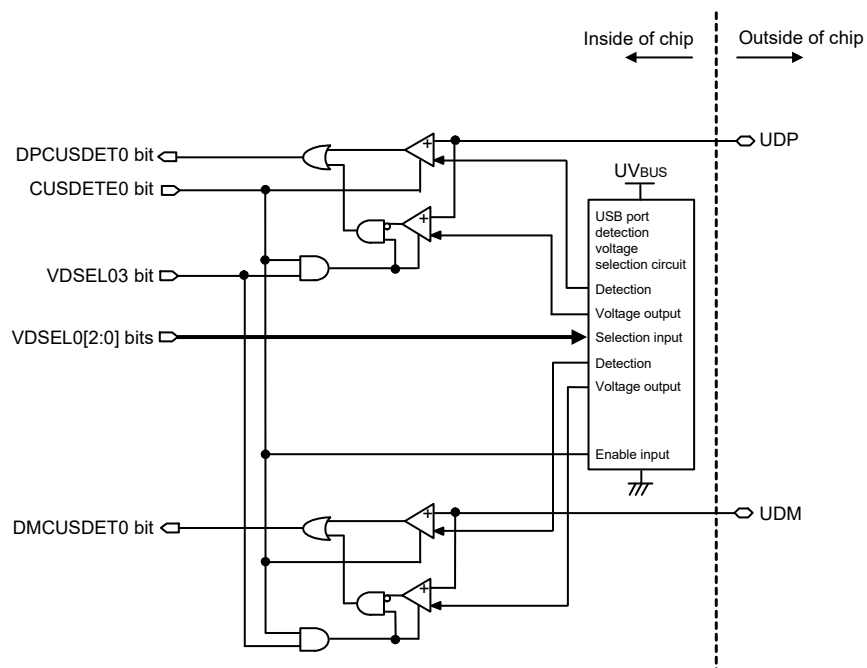 Inside of chip
Outside of chip
UDP
DPCUSDET0 bit
+
CUSDETE0 bit
UVBUS
+
USB port
detection
voltage
selection circuit
VDSEL03 bit
Detection
Voltage output
VDSEL0[2:0] bits
Selection input
Detection
Voltage output
Enable input
DMCUSDET0 bit
+
UDM
+